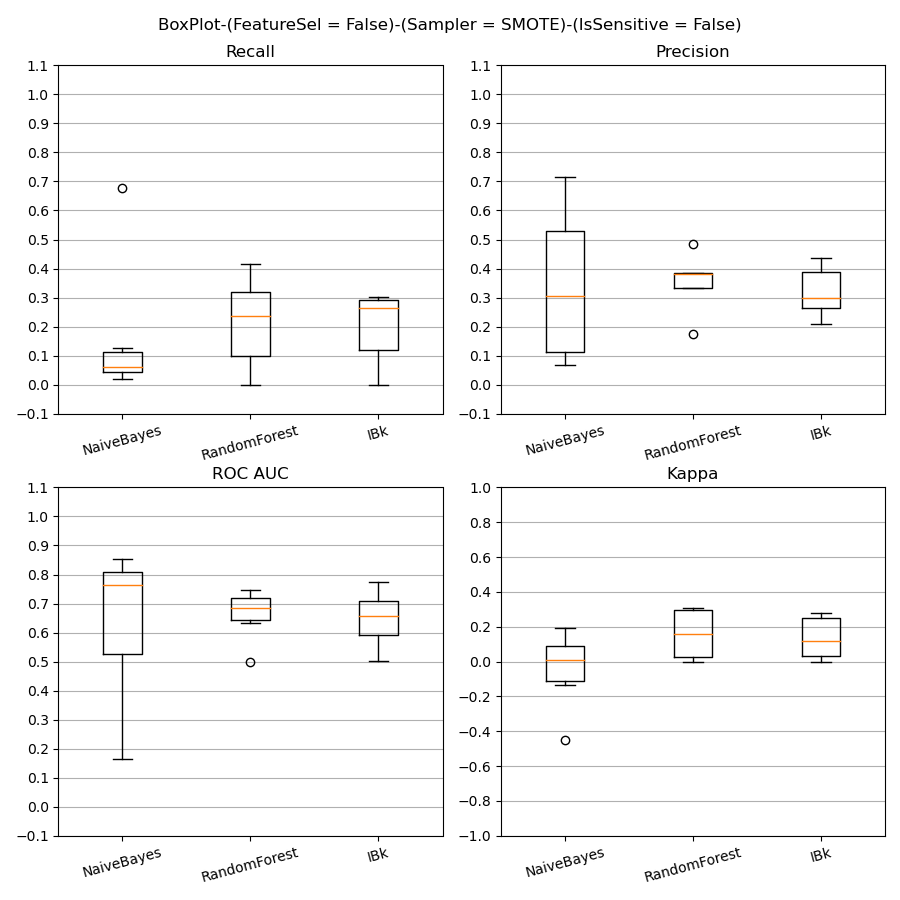 BoxPlot-(FeatureSel = False)-(Sampler = SMOTE)-(IsSensitive = False)
Recall
1.1
1.0
0.9
0.8
0.7
0.6
0.5
0.4
0.3
0.2
0.1
0.0
−0.1
NaiveBayes
RandomForest
IBk
Precision
1.1
1.0
0.9
0.8
0.7
0.6
0.5
0.4
0.3
0.2
0.1
0.0
−0.1
NaiveBayes
RandomForest
IBk
ROC AUC
1.1
1.0
0.9
0.8
0.7
0.6
0.5
0.4
0.3
0.2
0.1
0.0
−0.1
NaiveBayes
RandomForest
IBk
Kappa
1.0
0.8
0.6
0.4
0.2
0.0
−0.2
−0.4
−0.6
−0.8
−1.0
NaiveBayes
RandomForest
IBk